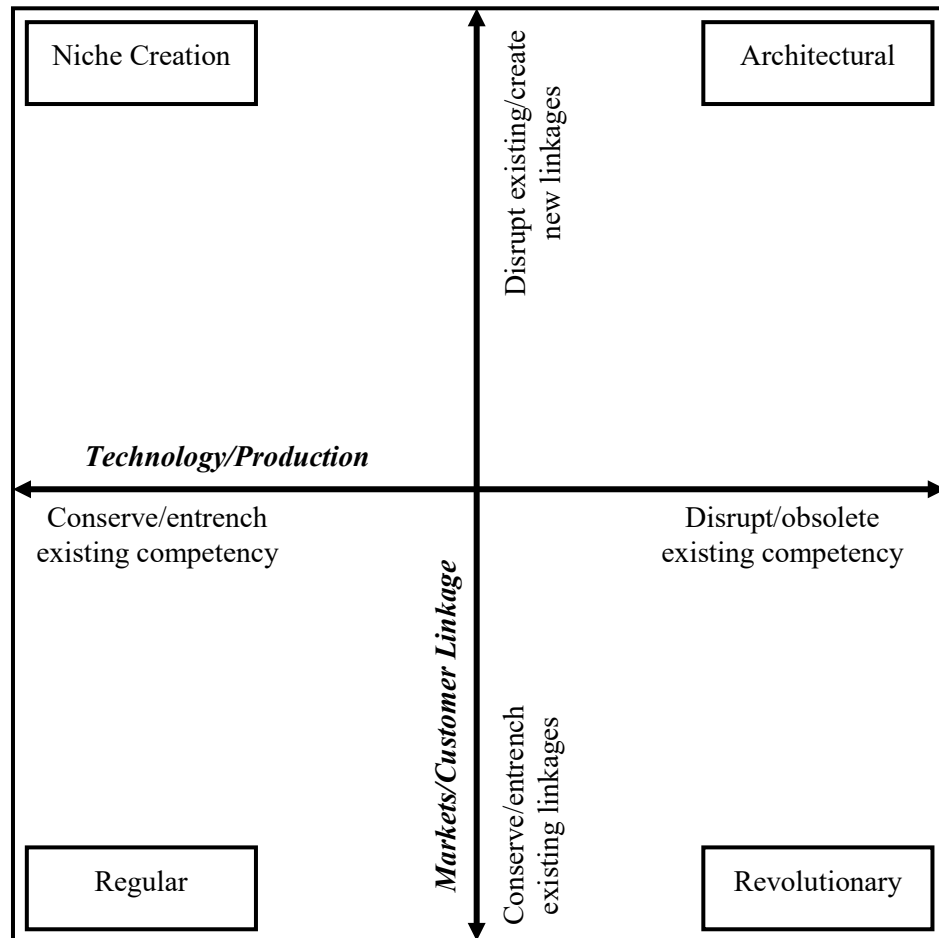 Niche Creation
Architectural
Disrupt existing/create
new linkages
Technology/Production
Conserve/entrench
existing competency
Disrupt/obsolete
existing competency
Markets/Customer Linkage
Conserve/entrench
existing linkages
Regular
Revolutionary